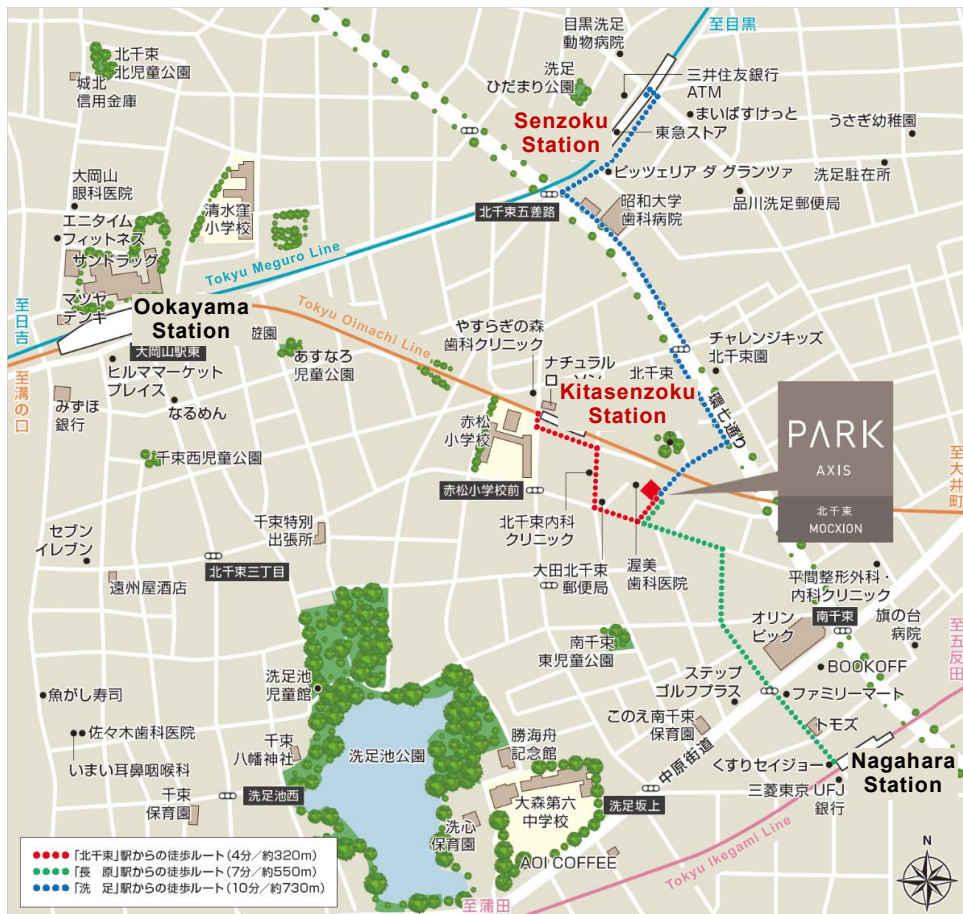 至目黒
目黒洗足
動物病院
北千束
北児童公園
城北
信用金庫
洗足
ひだまり公園
三井住友銀行
ATM
まいばすけっと
Senzoku
Station
東急ストア
うさぎ幼稚園
ピッツェリア ダ グランツァ
洗足駐在所
大岡山
眼科医院
清水窪
小学校
北千束五差路
昭和大学
歯科病院
品川洗足郵便局
エニタイム
フィットネス
サンドラッグ
Tokyu Meguro Line
マツヤ
デンキ
至日吉
Ookayama
Station
大岡山駅東
Tokyu Oimachi Line
やすらぎの森
歯科クリニック
チャレンジキッズ
北千束園
至溝の口
ヒルママーケット
プレイス
あすなろ
児童公園
ナチュラル
北千束
Kitasenzoku
Station
環七通り
みずほ
銀行
なるめん
赤松
小学校
PARK
AXIS
北千束
MOCXION
至大井町
千束西児童公園
赤松小学校前
北千束内科
クリニック
セブン
イレブン
千束特別
出張所
北千束三丁目
遠州屋酒店
大田北千束
郵便局
渥美
歯科医院
平間整形外科・
内科クリニック
オリン
ピック
南千束
旗の台
病院
至五反田
南千束
東児童公園
BOOKOFF
洗足池
児童館
ステップ
ゴルフプラス
ファミリーマート
魚がし寿司
佐々木歯科医院
いまい耳鼻咽喉科
千束
八幡神社
洗足池公園
勝海舟
記念館
このえ南千束
保育園
トモズ
中原街道
くすりセイジョー
Nagahara
Station
三菱東京UFJ
銀行
千束
保育園
洗足池西
大森第六
中学校
洗足坂上
洗心
保育園
AOI COFFEE
Tokyu Ikegami Line
至蒲田
N
「北千束」駅からの徒歩ルート(4分/約320m)
「長 原」駅からの徒歩ルート(7分/約550m)
「洗 足」駅からの徒歩ルート(10分/約730m)